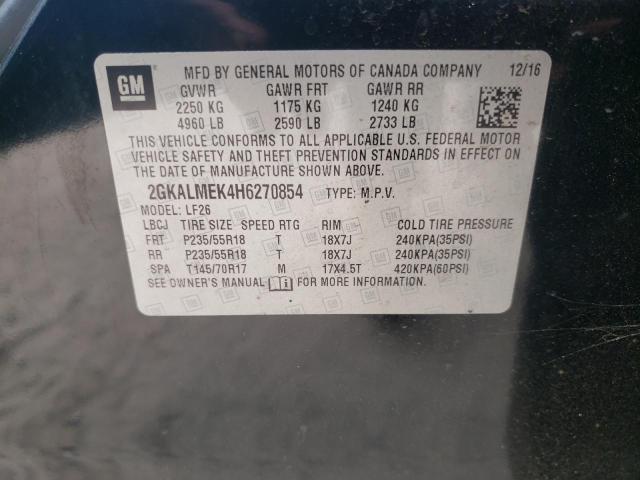 GM
MFD BY GENERAL MOTORS OF CANADA COMPANY 12/16
GVWR GAWR FRT GAWR RR
2250 KG 1175 KG 1240 KG
4960 LB 2590 LB 2733 LB
THIS VEHICLE CONFORMS TO ALL APPLICABLE U.S. FEDERAL MOTOR
VEHICLE SAFETY AND THEFT PREVENTION STANDARDS IN EFFECT ON
THE DATE OF MANUFACTURE SHOWN ABOVE.
2GKALMEK4H6270854 TYPE: M.P.V.
MODEL: LF26
LBCJ TIRE SIZE SPEED RTG RIM COLD TIRE PRESSURE
FRT P235/55R18 T 18X7J 240KPA(35PSI)
RR P235/55R18 T 18X7J 240KPA(35PSI)
SPA T145/70R17 M 17X4.5T 420KPA(60PSI)
SEE OWNER'S MANUAL FOR MORE INFORMATION.